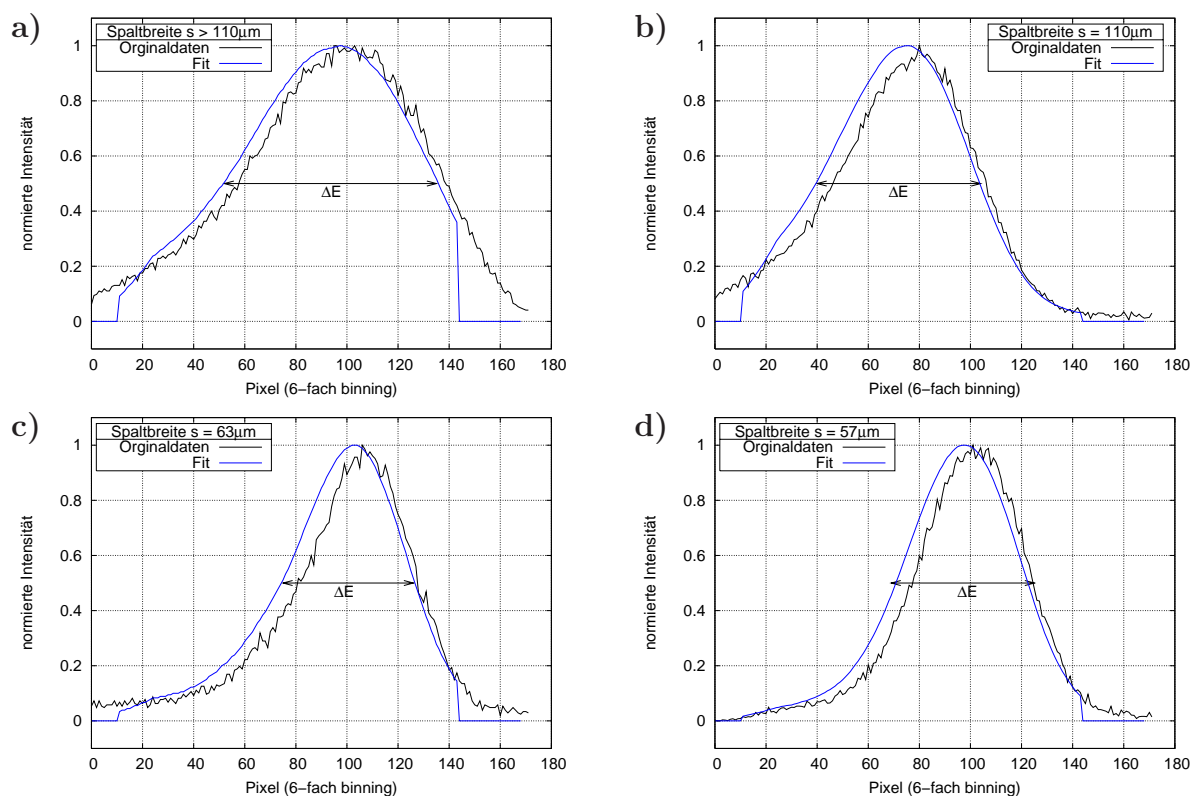 a)
Spaltbreite s > 110μm
Orginaldaten
Fit
normierte Intensität
1
0.8
0.6
0.4
0.2
0
ΔE
0 20 40 60 80 100 120 140 160 180
Pixel (6−fach binning)
b)
Spaltbreite s = 110μm
Orginaldaten
Fit
normierte Intensität
1
0.8
0.6
0.4
0.2
0
ΔE
0 20 40 60 80 100 120 140 160 180
Pixel (6−fach binning)
c)
Spaltbreite s = 63μm
Orginaldaten
Fit
normierte Intensität
1
0.8
0.6
0.4
0.2
0
ΔE
0 20 40 60 80 100 120 140 160 180
Pixel (6−fach binning)
d)
Spaltbreite s = 57μm
Orginaldaten
Fit
normierte Intensität
1
0.8
0.6
0.4
0.2
0
ΔE
0 20 40 60 80 100 120 140 160 180
Pixel (6−fach binning)